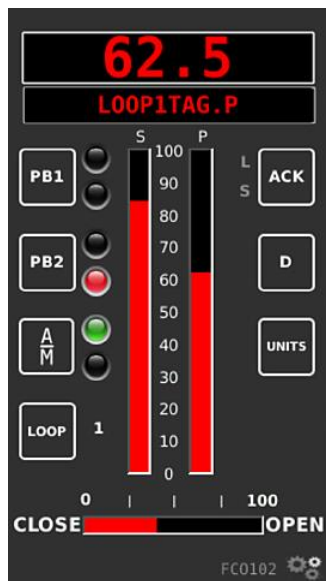 62.5
LOOP1TAG.P
S P
100
PB1 90 L ACK
S
80
70
PB2 60 D
50
A
M 40 UNITS
30
20
LOOP 1 10
0
0 | | 100
CLOSE OPEN
FCO102